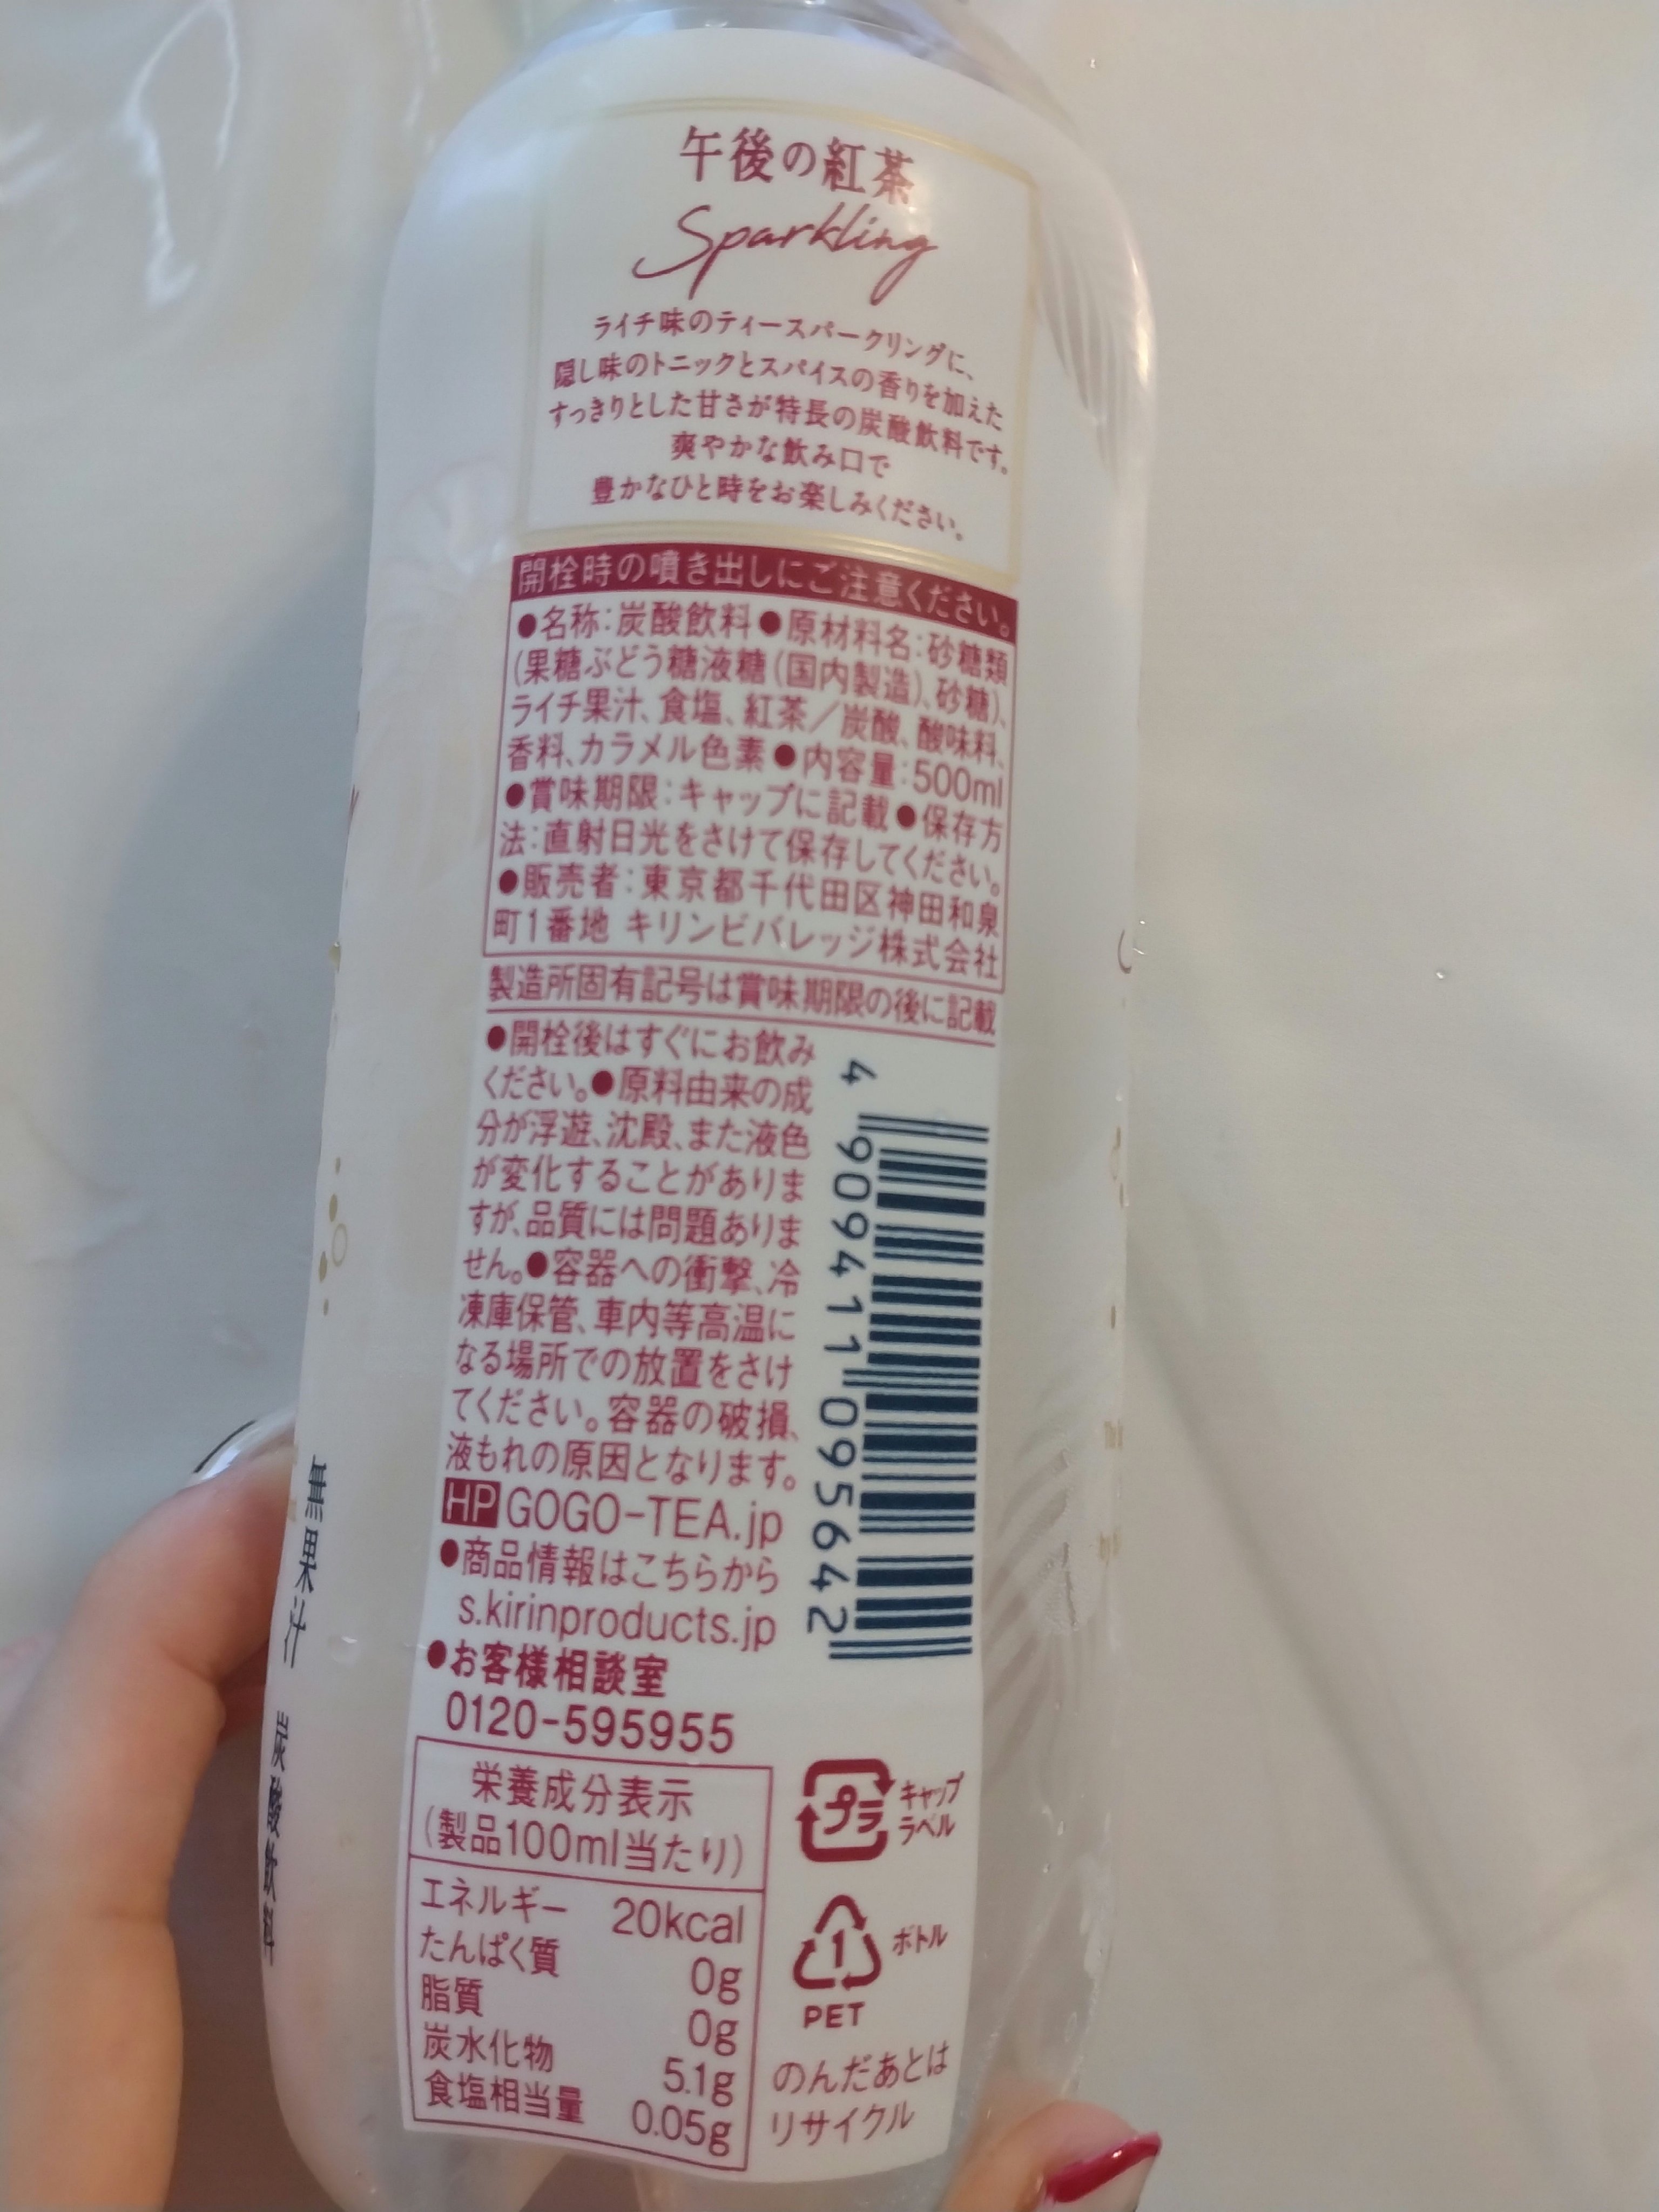 午後の紅茶
Sparkling
ライチ味のティースパークリングに、
隠し味のトニックとスパイスの香りを加えた
すっきりとした甘さが特長の炭酸飲料です。
爽やかな飲み口で
豊かなひと時をお楽しみください。
開栓時の噴き出しにご注意ください。
●名称:炭酸飲料●原材料名:砂糖類
(果糖ぶどう糖液糖(国内製造)、砂糖)、
ライチ果汁、食塩、紅茶/炭酸、酸味料、
香料、カラメル色素●内容量:500ml
●賞味期限:キャップに記載●保存方
法:直射日光をさけて保存してください。
●販売者:東京都千代田区神田和泉
町1番地 キリンビバレッジ株式会社
製造所固有記号は賞味期限の後に記載
●開栓後はすぐにお飲み
ください。●原料由来の成
分が浮遊、沈殿、また液色
が変化することがありま
すが、品質には問題ありま
せん。●容器への衝撃、冷
凍庫保管、車内等高温に
なる場所での放置をさけ
てください。容器の破損、
液もれの原因となります。
HP GOGO-TEA.jp
●商品情報はこちらから
s.kirinproducts.jp
●お客様相談室
0120-595955
4 909411 095642
栄養成分表示
(製品100ml当たり)
エネルギー 20kcal
たんぱく質 0g
脂質 0g
炭水化物 5.1g
食塩相当量 0.05g
プラ キャップ
ラベル
1 ボトル
PET
のんだあとは
リサイクル
無果汁 炭酸飲料